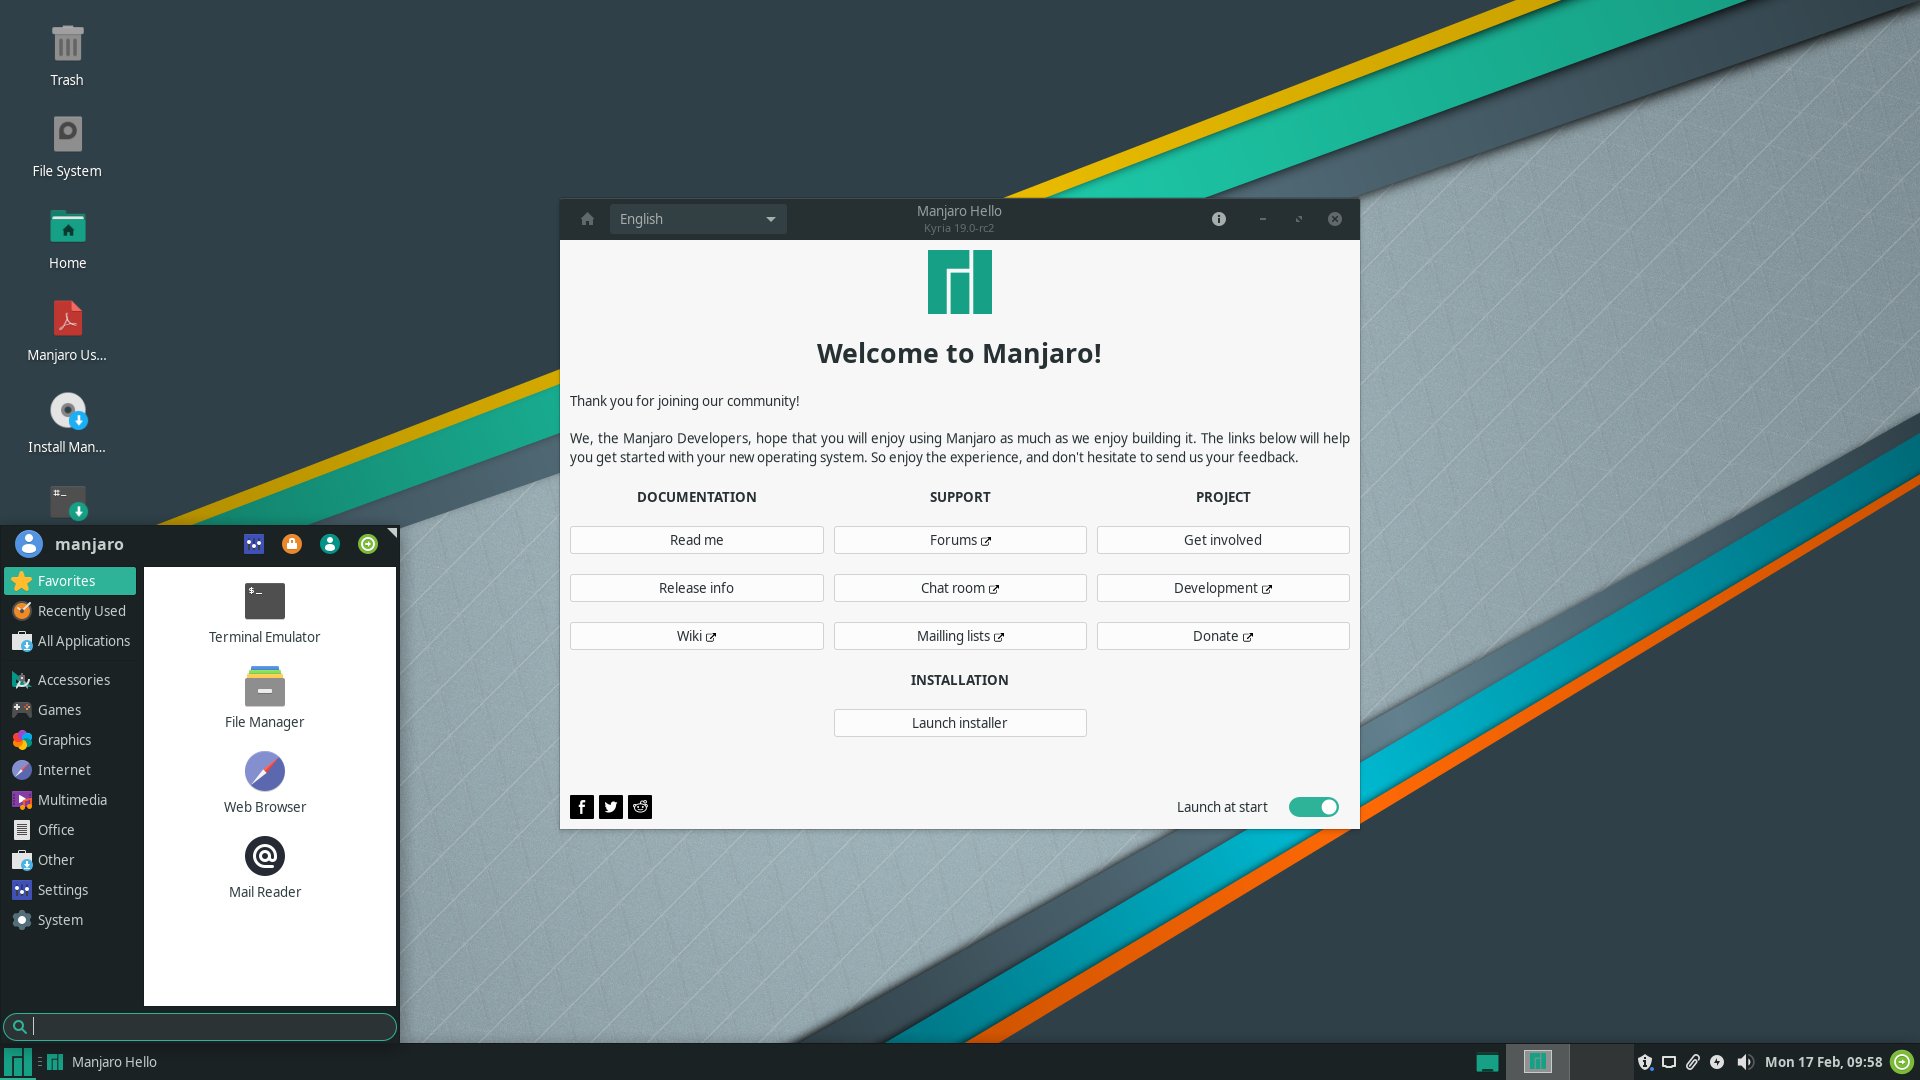 Trash
File System
Home
Manjaro Us...
Install Man...
#_
English
Manjaro Hello
Kyria 19.0-rc2
Welcome to Manjaro!
Thank you for joining our community!
We, the Manjaro Developers, hope that you will enjoy using Manjaro as much as we enjoy building it. The links below will help
you get started with your new operating system. So enjoy the experience, and don't hesitate to send us your feedback.
DOCUMENTATION
SUPPORT
PROJECT
Read me
Forums
Get involved
Release info
Chat room
Development
Wiki
Mailling lists
Donate
INSTALLATION
Launch installer
Launch at start
manjaro
Favorites
Recently Used
All Applications
Accessories
Games
Graphics
Internet
Multimedia
Office
Other
Settings
System
$_
Terminal Emulator
File Manager
Web Browser
Mail Reader
Manjaro Hello
Mon 17 Feb, 09:58